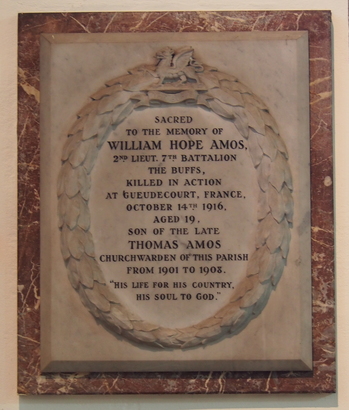 SACRED
TO THE MEMORY OF
WILLIAM HOPE AMOS,
2ND LIEUT. 7TH BATTALION
THE BUFFS,
KILLED IN ACTION
AT GUEUDECOURT, FRANCE,
OCTOBER 14TH 1916,
AGED 19,
SON OF THE LATE
THOMAS AMOS
CHURCHWARDEN OF THIS PARISH
FROM 1901 TO 1908.
"HIS LIFE FOR HIS COUNTRY,
HIS SOUL TO GOD."